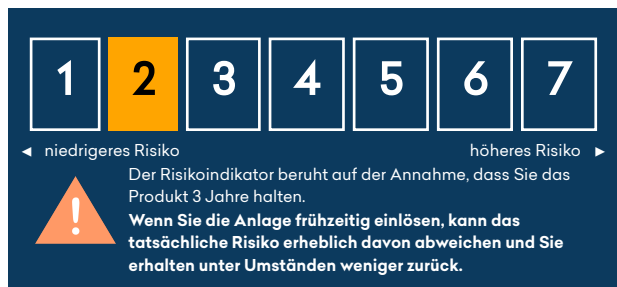 1 2 3 4 5 6 7
◄ niedrigeres Risiko höheres Risiko ►
Der Risikoindikator beruht auf der Annahme, dass Sie das
Produkt 3 Jahre halten.
Wenn Sie die Anlage frühzeitig einlösen, kann das
tatsächliche Risiko erheblich davon abweichen und Sie
erhalten unter Umständen weniger zurück.
!